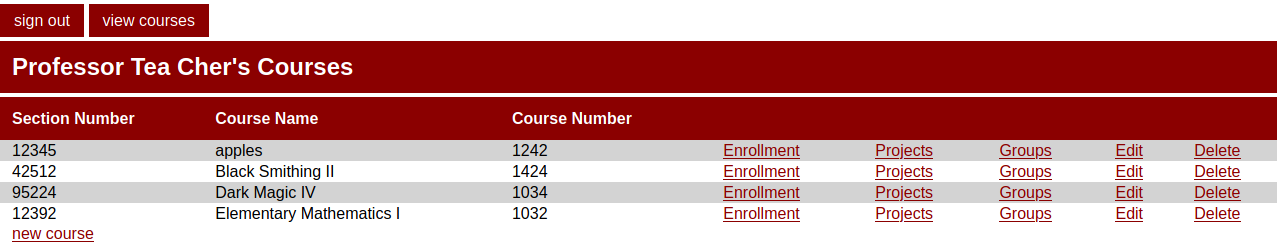 sign out view courses
Professor Tea Cher's Courses
Section Number Course Name Course Number
12345 apples 1242 Enrollment Projects Groups Edit Delete
42512 Black Smithing II 1424 Enrollment Projects Groups Edit Delete
95224 Dark Magic IV 1034 Enrollment Projects Groups Edit Delete
12392 Elementary Mathematics I 1032 Enrollment Projects Groups Edit Delete
new course